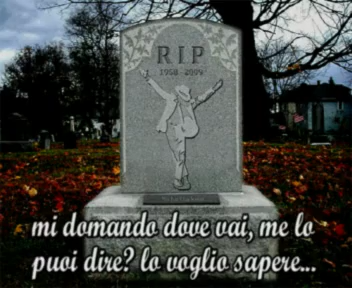 RIP
1958 - 2009
mi domando dove vai, me lo
puoi dire? lo voglio sapere...